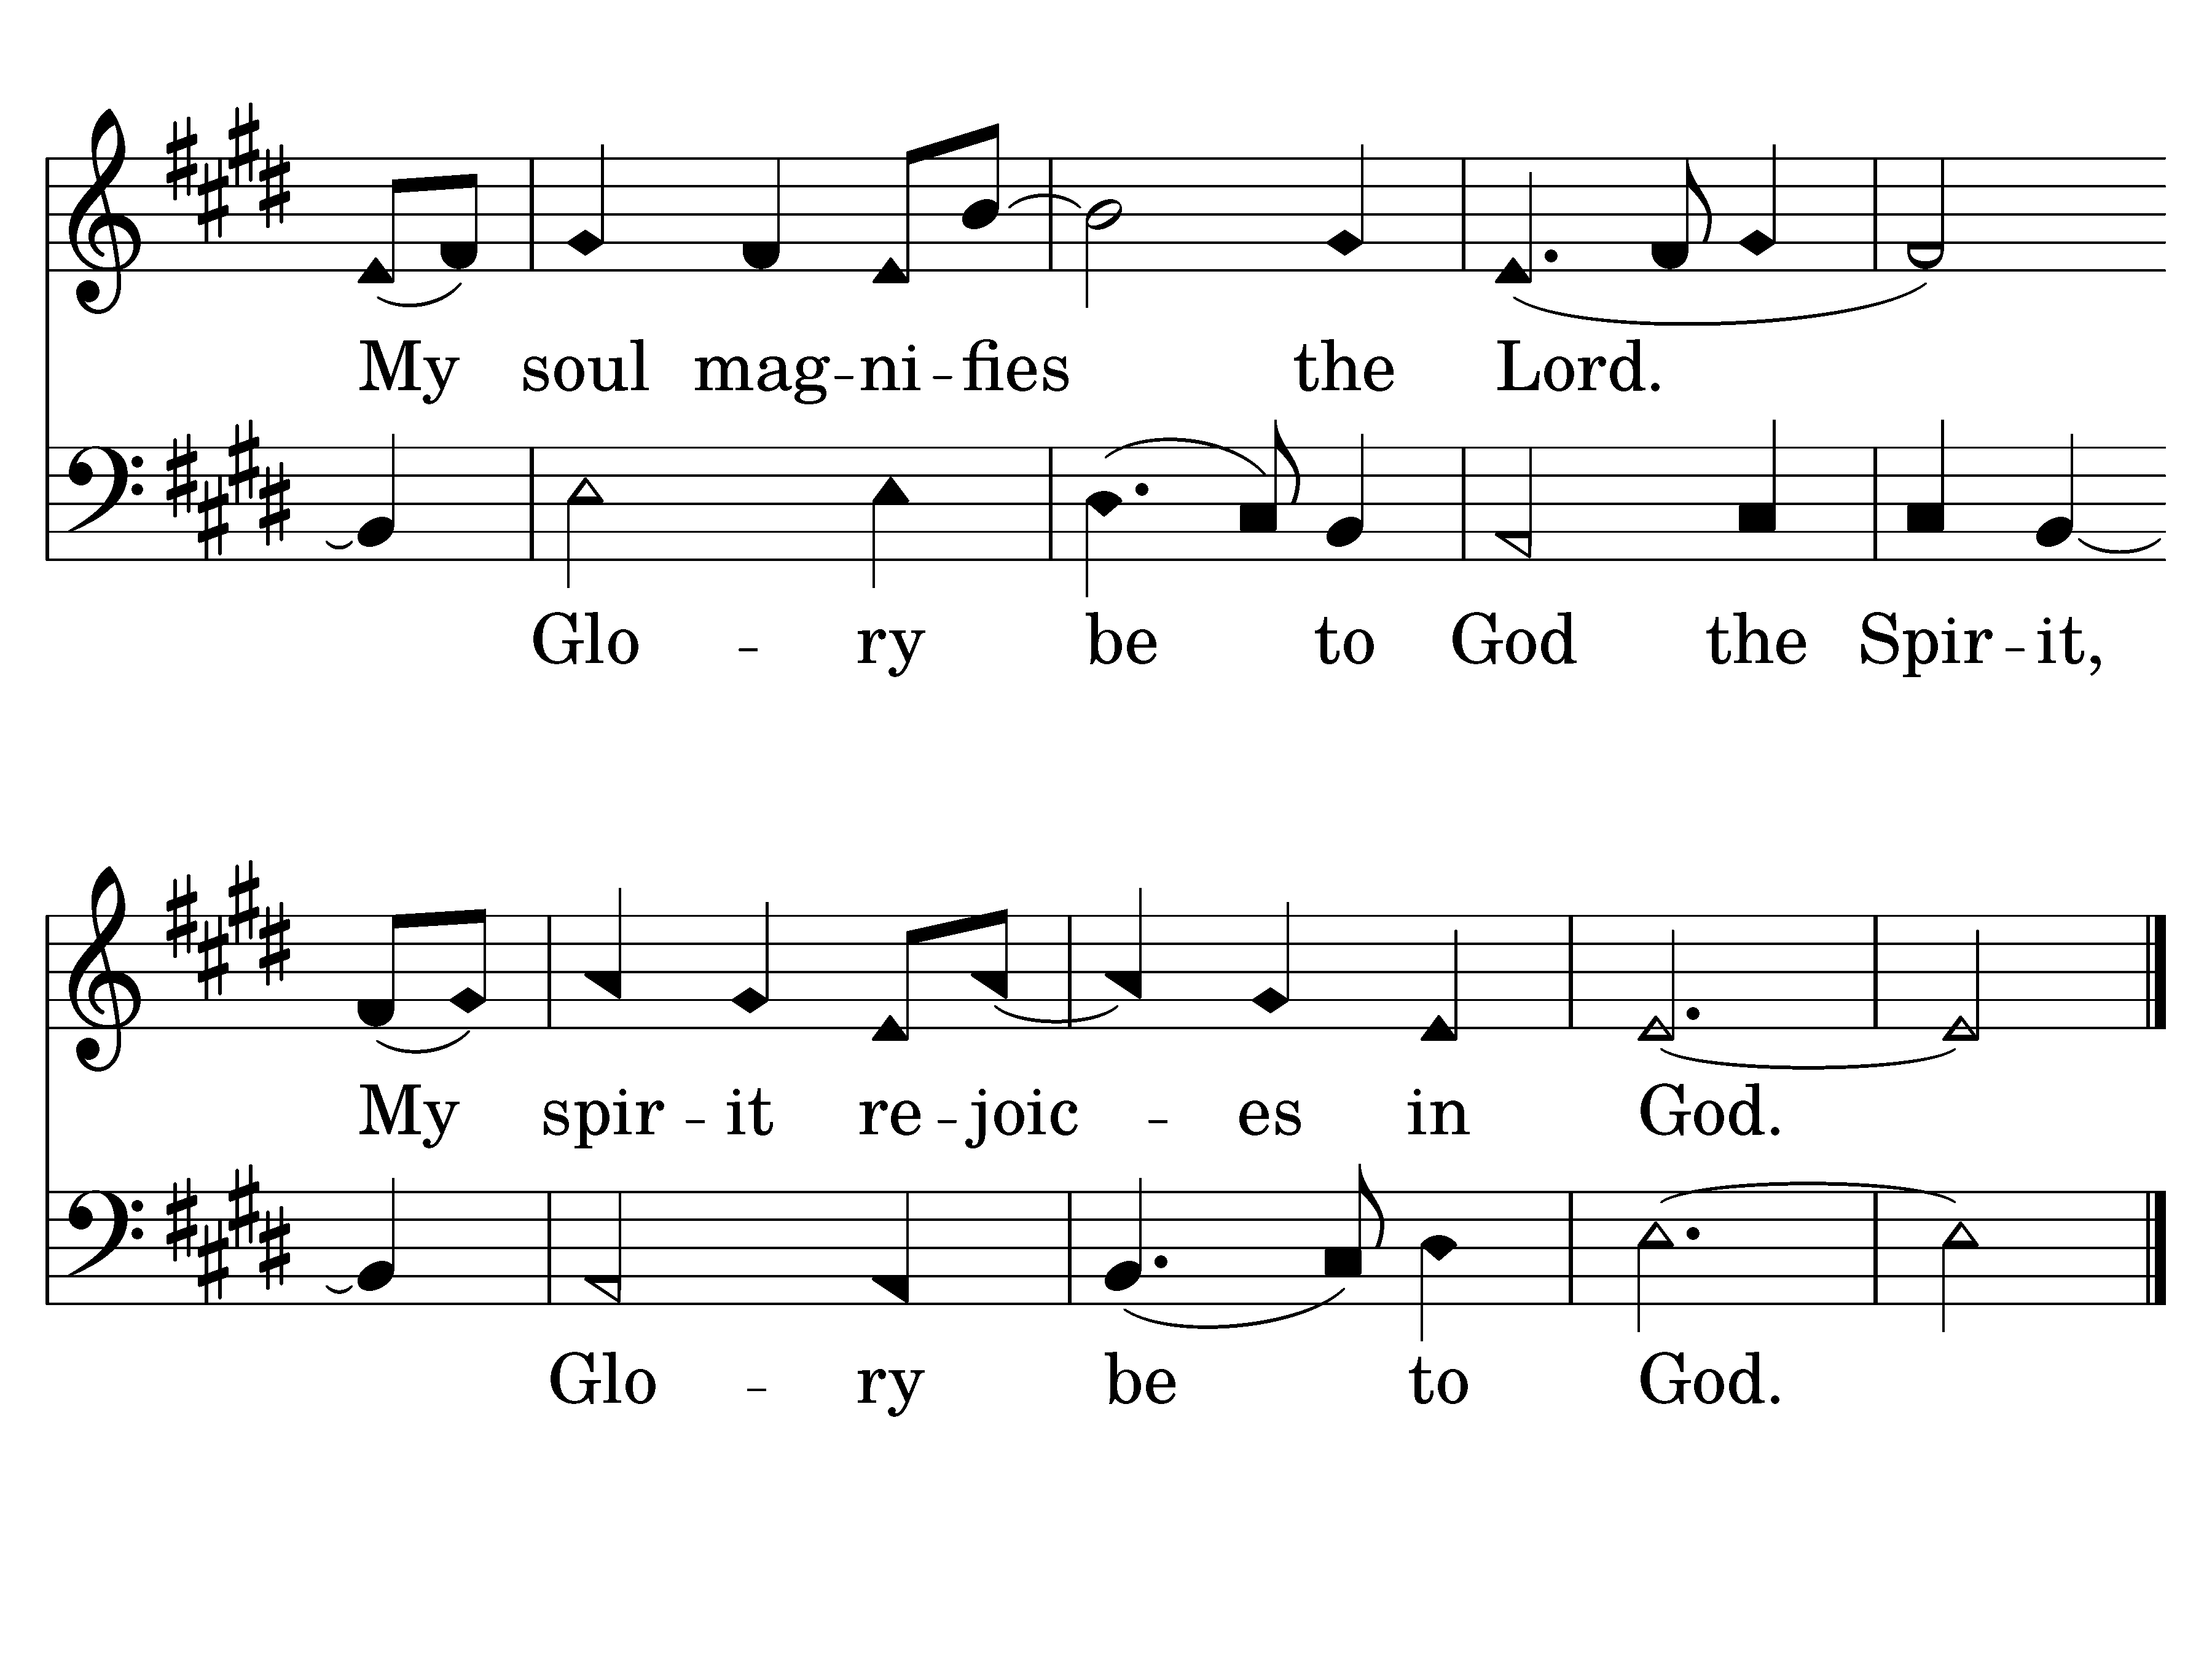 My soul mag-ni-fies the Lord.
Glo - ry be to God the Spir-it,
My spir-it re-joic - es in God.
Glo - ry be to God.